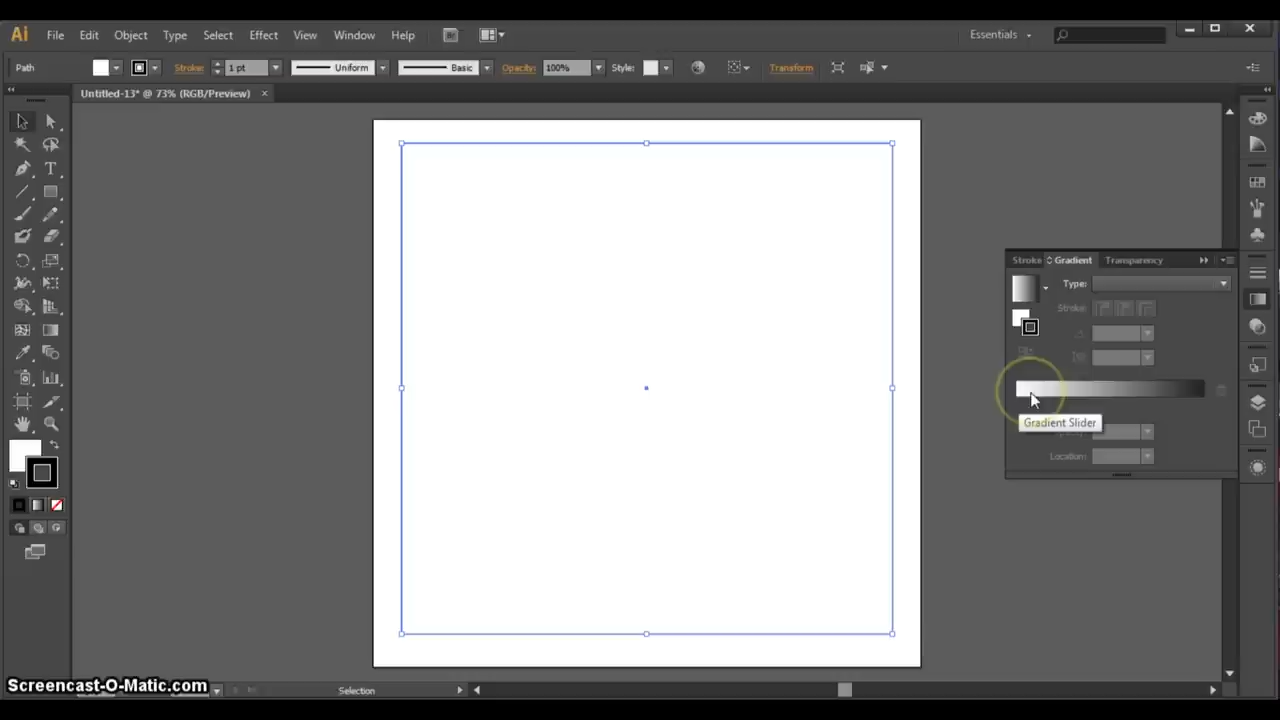 Ai File Edit Object Type Select Effect View Window Help Br Essentials
Path Stroke: 1 pt Uniform Basic Opacity: 100% Style: Transform
Untitled-13* @ 73% (RGB/Preview) ×
Stroke Gradient Transparency
Type:
Stroke:
Gradient Slider
Location:
Screencast-O-Matic.com
Selection